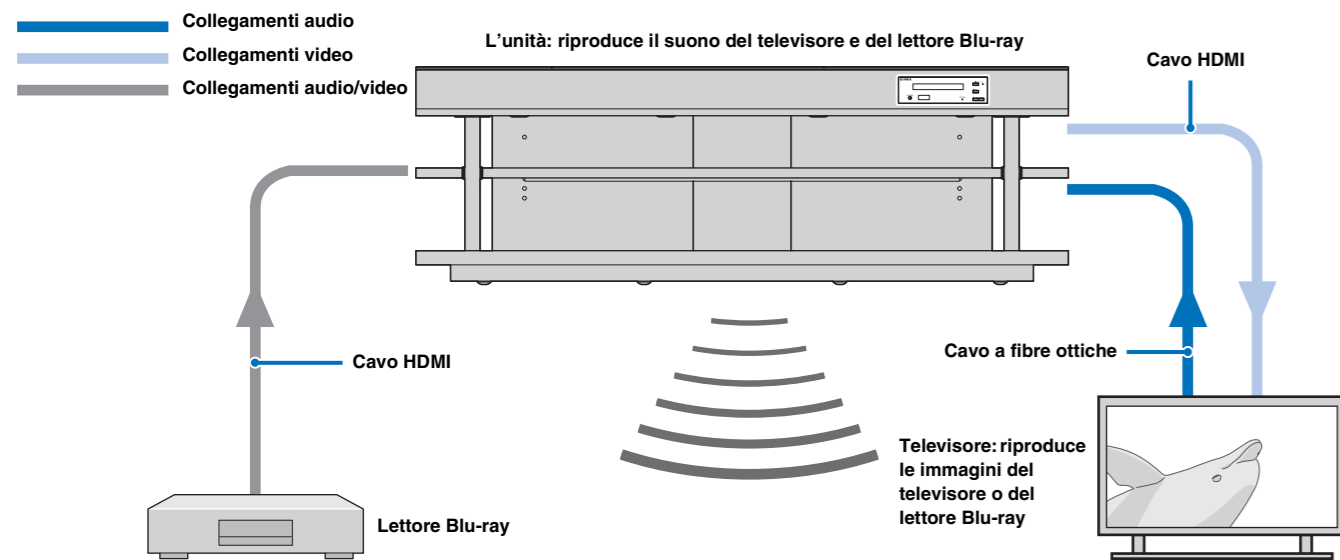 Collegamenti audio
Collegamenti video
Collegamenti audio/video
L'unità: riproduce il suono del televisore e del lettore Blu-ray
Cavo HDMI
Cavo HDMI
Cavo a fibre ottiche
Televisore: riproduce
le immagini del
televisore o del
lettore Blu-ray
Lettore Blu-ray